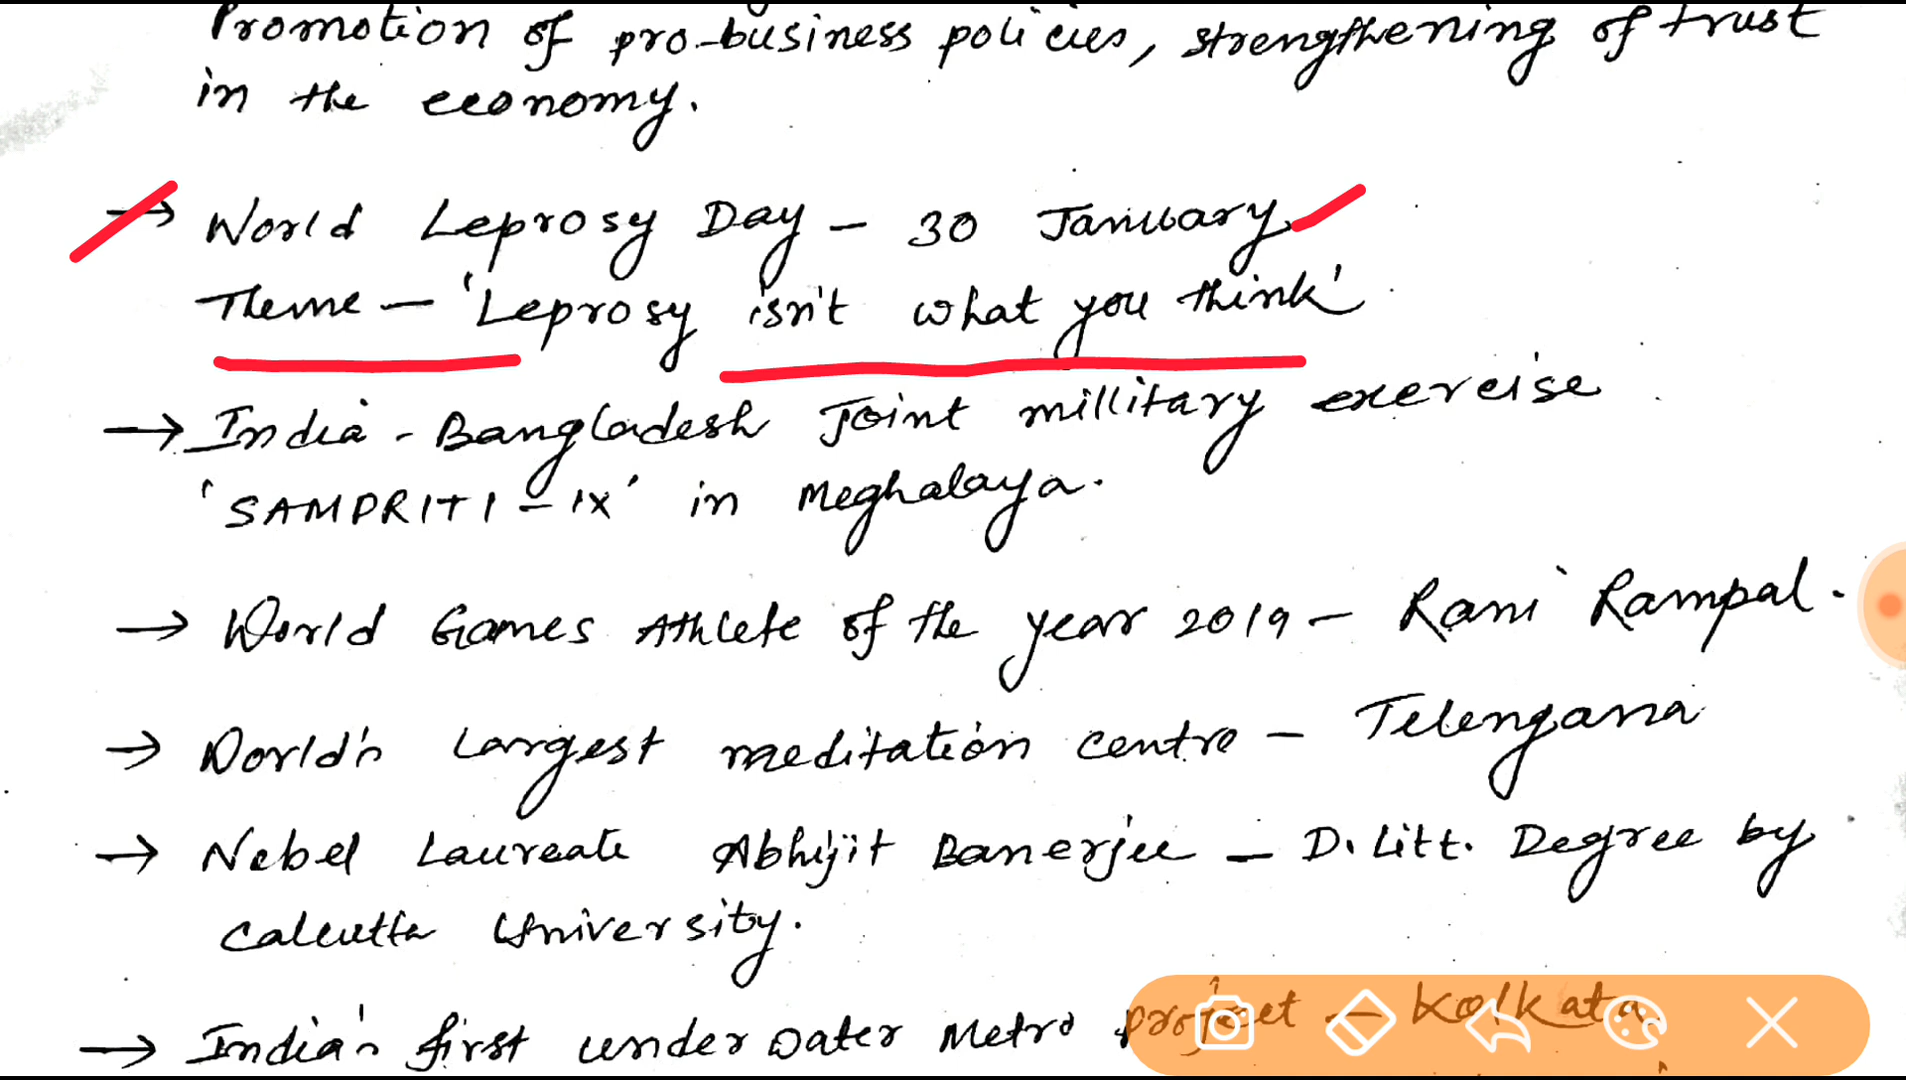 Promotion of pro-business policies, strengthening of trust
in the economy.
→ World Leprosy Day - 30 January
Theme - 'Leprosy isn't what you think'
→ India - Bangladesh Joint millitary exercise
'SAMPRITI - IX' in Meghalaya.
→ World Games Athlete of the year 2019 - Rani Rampal.
→ World's Largest meditation centre - Telengana
→ Nobel Laureate Abhijit Banerjee - D. Litt. Degree by
Calcutta University.
→ India's first under water Metro project - Kolkata